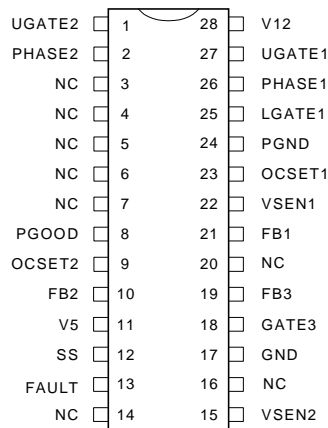 UGATE2 1 28 V12
PHASE2 2 27 UGATE1
NC 3 26 PHASE1
NC 4 25 LGATE1
NC 5 24 PGND
NC 6 23 OCSET1
NC 7 22 VSEN1
PGOOD 8 21 FB1
OCSET2 9 20 NC
FB2 10 19 FB3
V5 11 18 GATE3
SS 12 17 GND
FAULT 13 16 NC
NC 14 15 VSEN2